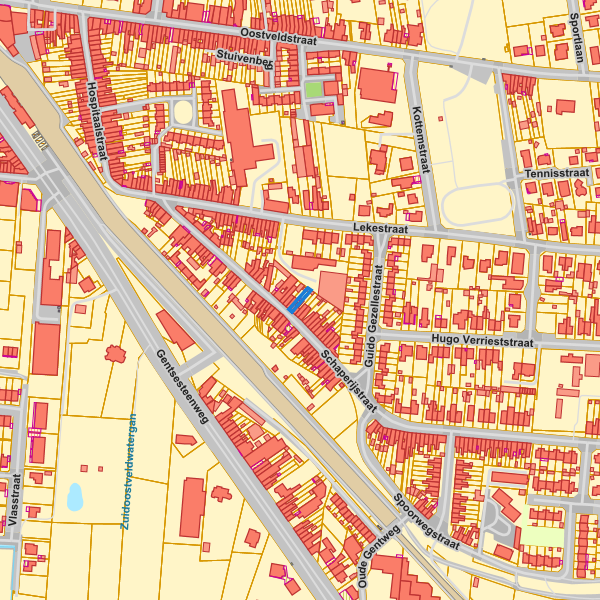 Oostveldstraat
Sportlaan
Stuivenberg
Hospitaalstraat
Kottemstraat
Tennisstraat
Lekestraat
Guido Gezellestraat
Hugo Verrieststraat
Schaperijstraat
Gentsesteenweg
Zuidoostveldwatergan
Vlasstraat
Spoorwegstraat
Oude Gentweg